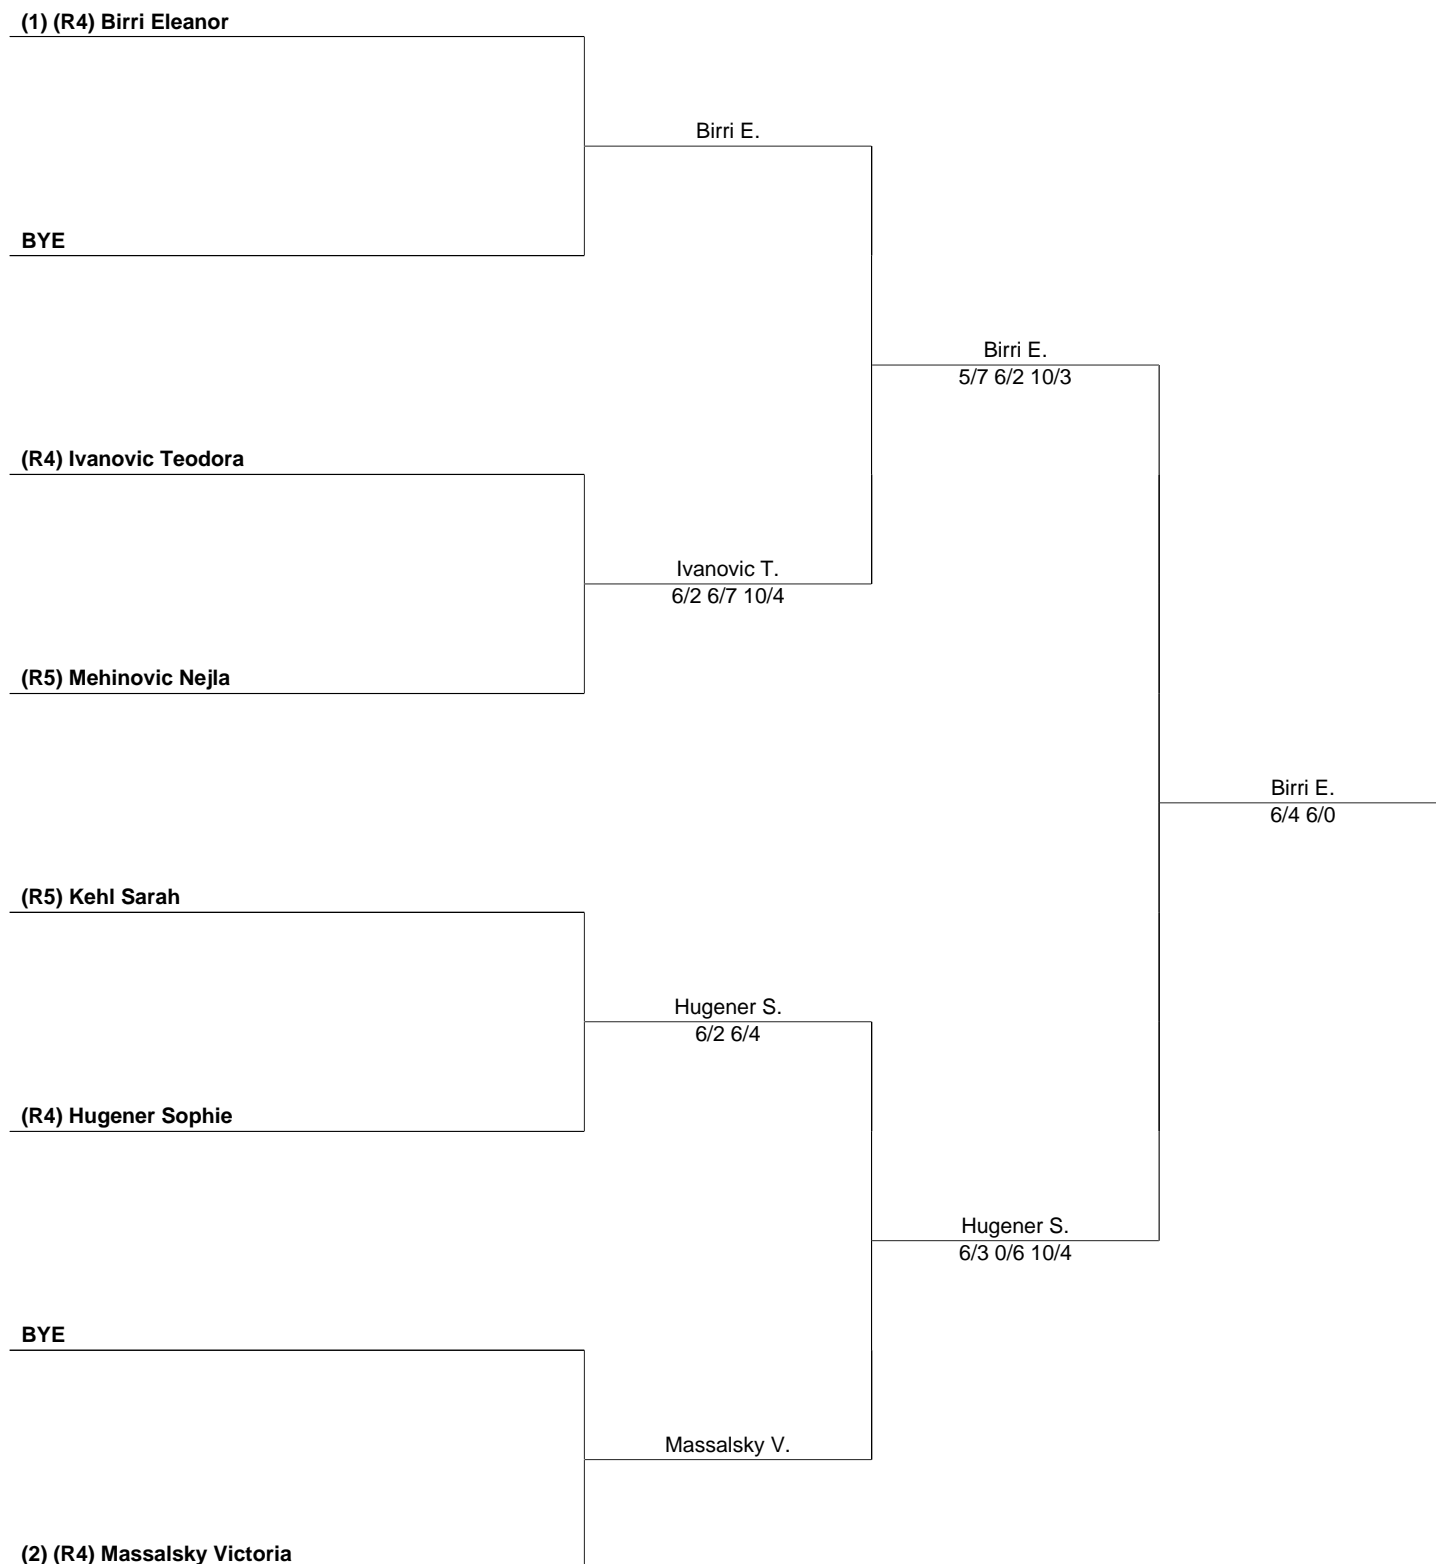 (1) (R4) Birri Eleanor
Birri E.
BYE
Birri E.
5/7 6/2 10/3
(R4) Ivanovic Teodora
Ivanovic T.
6/2 6/7 10/4
(R5) Mehinovic Nejla
Birri E.
6/4 6/0
(R5) Kehl Sarah
Hugener S.
6/2 6/4
(R4) Hugener Sophie
Hugener S.
6/3 0/6 10/4
BYE
Massalsky V.
(2) (R4) Massalsky Victoria